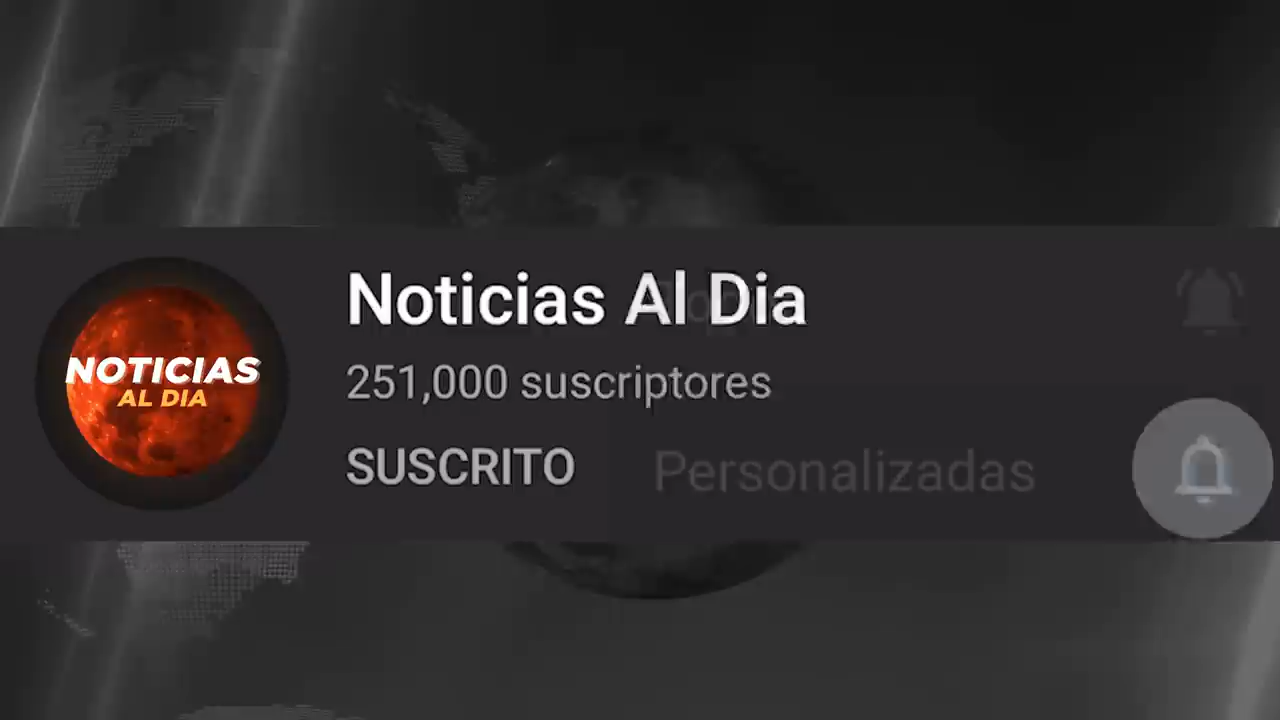 NOTICIAS
AL DIA
Noticias Al Dia
251,000 suscriptores
SUSCRITO
Personalizadas